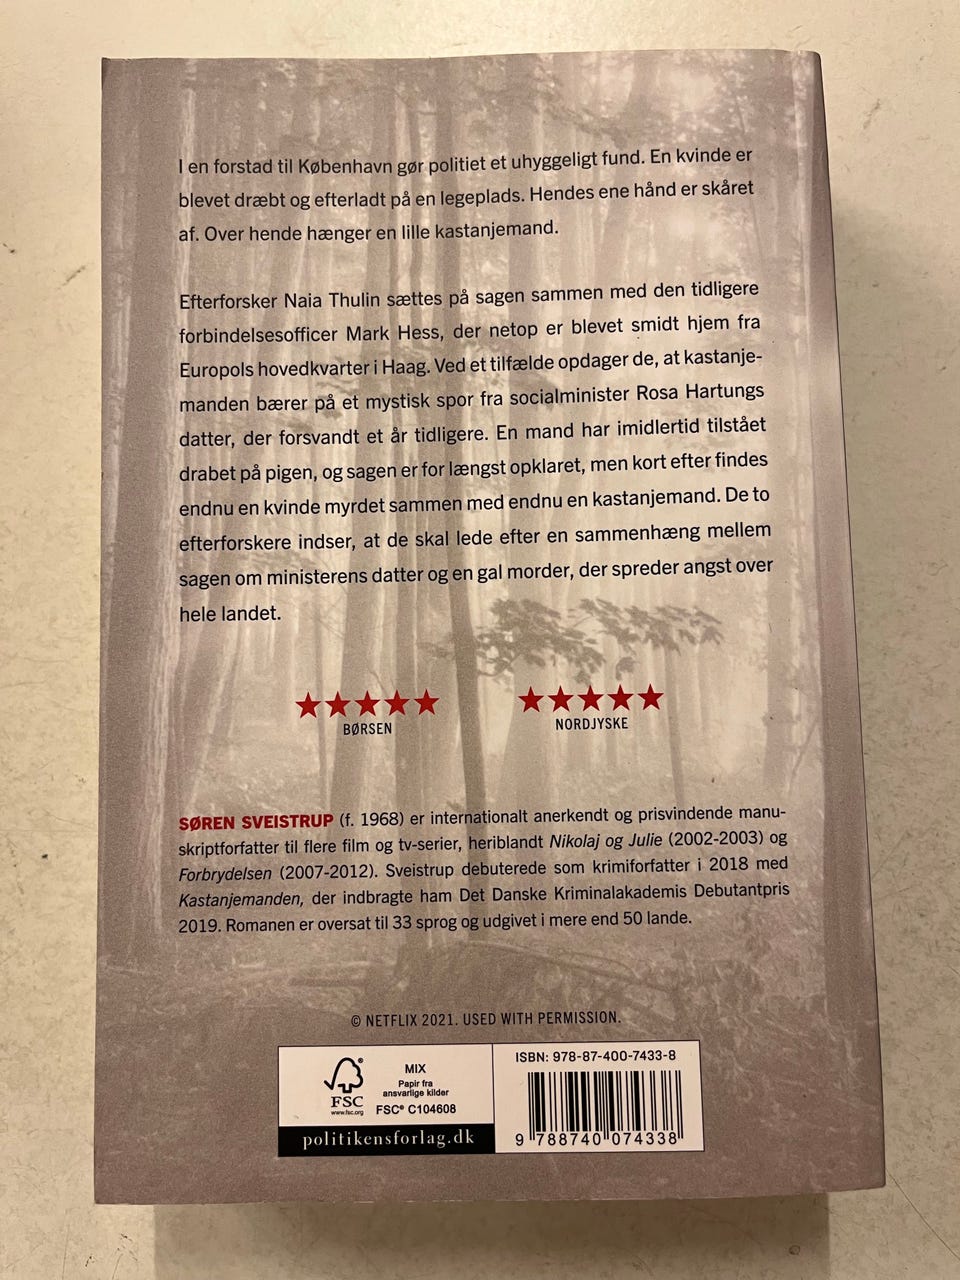 I en forstad til København gør politiet et uhyggeligt fund. En kvinde er
blevet dræbt og efterladt på en legeplads. Hendes ene hånd er skåret
af. Over hende hænger en lille kastanjemand.
Efterforsker Naia Thulin sættes på sagen sammen med den tidligere
forbindelsesofficer Mark Hess, der netop er blevet smidt hjem fra
Europols hovedkvarter i Haag. Ved et tilfælde opdager de, at kastanje-
manden bærer på et mystisk spor fra socialminister Rosa Hartungs
datter, der forsvandt et år tidligere. En mand har imidlertid tilstået
drabet på pigen, og sagen er for længst opklaret, men kort efter findes
endnu en kvinde myrdet sammen med endnu en kastanjemand. De to
efterforskere indser, at de skal lede efter en sammenhæng mellem
sagen om ministerens datter og en gal morder, der spreder angst over
hele landet.
★★★★★ ★★★★★
BØRSEN NORDJYSKE
SØREN SVEISTRUP (f. 1968) er internationalt anerkendt og prisvindende manu-
skriptforfatter til flere film og tv-serier, heriblandt Nikolaj og Julie (2002-2003) og
Forbrydelsen (2007-2012). Sveistrup debuterede som krimiforfatter i 2018 med
Kastanjemanden, der indbragte ham Det Danske Kriminalakademis Debutantpris
2019. Romanen er oversat til 33 sprog og udgivet i mere end 50 lande.
© NETFLIX 2021. USED WITH PERMISSION.
FSC®
www.fsc.org
MIX
Papir fra
ansvarlige kilder
FSC® C104608
politikensforlag.dk
ISBN: 978-87-400-7433-8
9 788740 074338